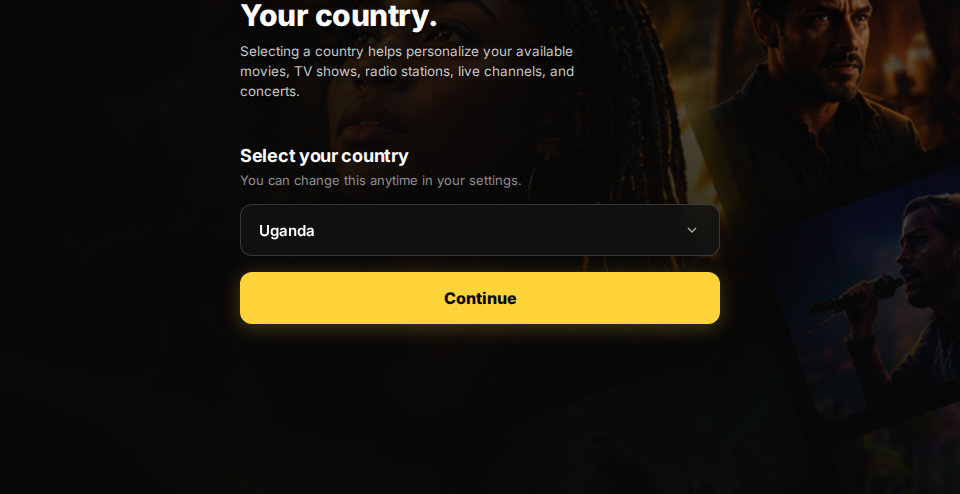 Your country.
Selecting a country helps personalize your available
movies, TV shows, radio stations, live channels, and
concerts.
Select your country
You can change this anytime in your settings.
Uganda
Continue